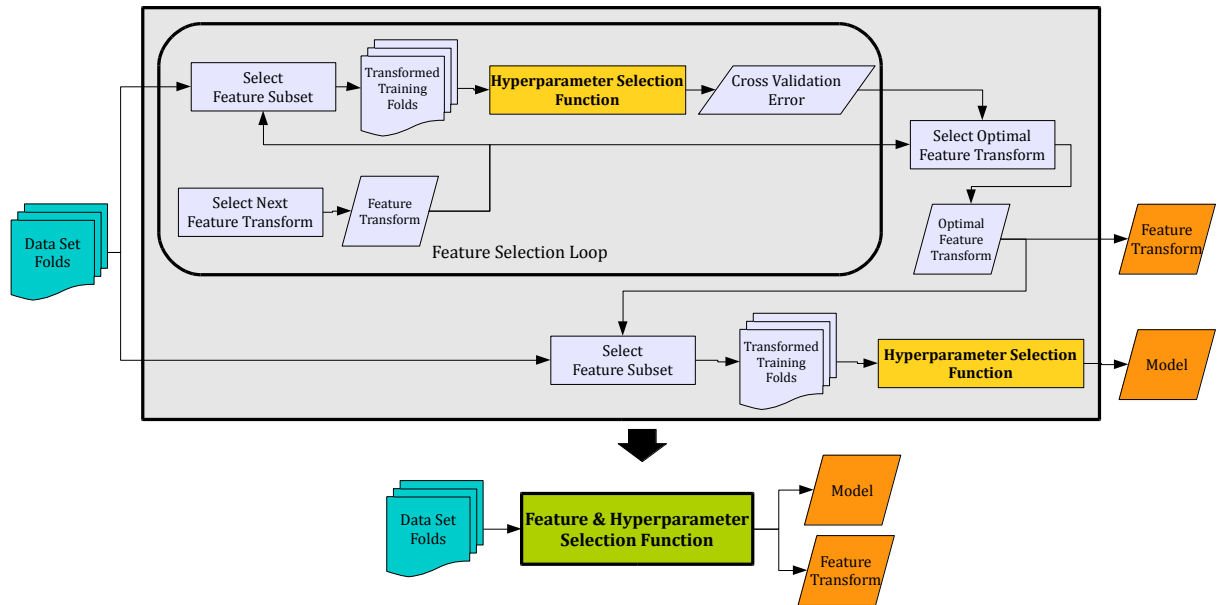 Select
Feature Subset
Transformed
Training
Folds
Hyperparameter Selection
Function
Cross Validation
Error
Select Optimal
Feature Transform
Select Next
Feature Transform
Feature
Transform
Feature Selection Loop
Optimal
Feature
Transform
Feature
Transform
Data Set
Folds
Select
Feature Subset
Transformed
Training
Folds
Hyperparameter Selection
Function
Model
Data Set
Folds
Feature & Hyperparameter
Selection Function
Model
Feature
Transform